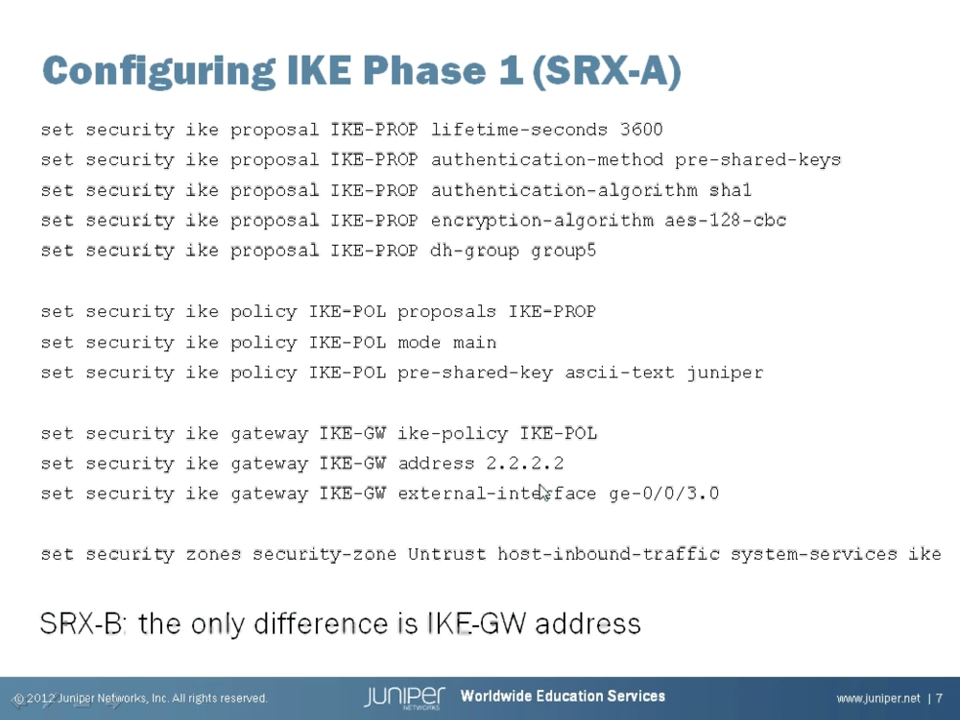 Configuring IKE Phase 1 (SRX-A)
set security ike proposal IKE-PROP lifetime-seconds 3600
set security ike proposal IKE-PROP authentication-method pre-shared-keys
set security ike proposal IKE-PROP authentication-algorithm sha1
set security ike proposal IKE-PROP encryption-algorithm aes-128-cbc
set security ike proposal IKE-PROP dh-group group5
set security ike policy IKE-POL proposals IKE-PROP
set security ike policy IKE-POL mode main
set security ike policy IKE-POL pre-shared-key ascii-text juniper
set security ike gateway IKE-GW ike-policy IKE-POL
set security ike gateway IKE-GW address 2.2.2.2
set security ike gateway IKE-GW external-interface ge-0/0/3.0
set security zones security-zone Untrust host-inbound-traffic system-services ike
SRX-B: the only difference is IKE-GW address
© 2012 Juniper Networks, Inc. All rights reserved.
JUNIPER
NETWORKS
Worldwide Education Services
www.juniper.net | 7